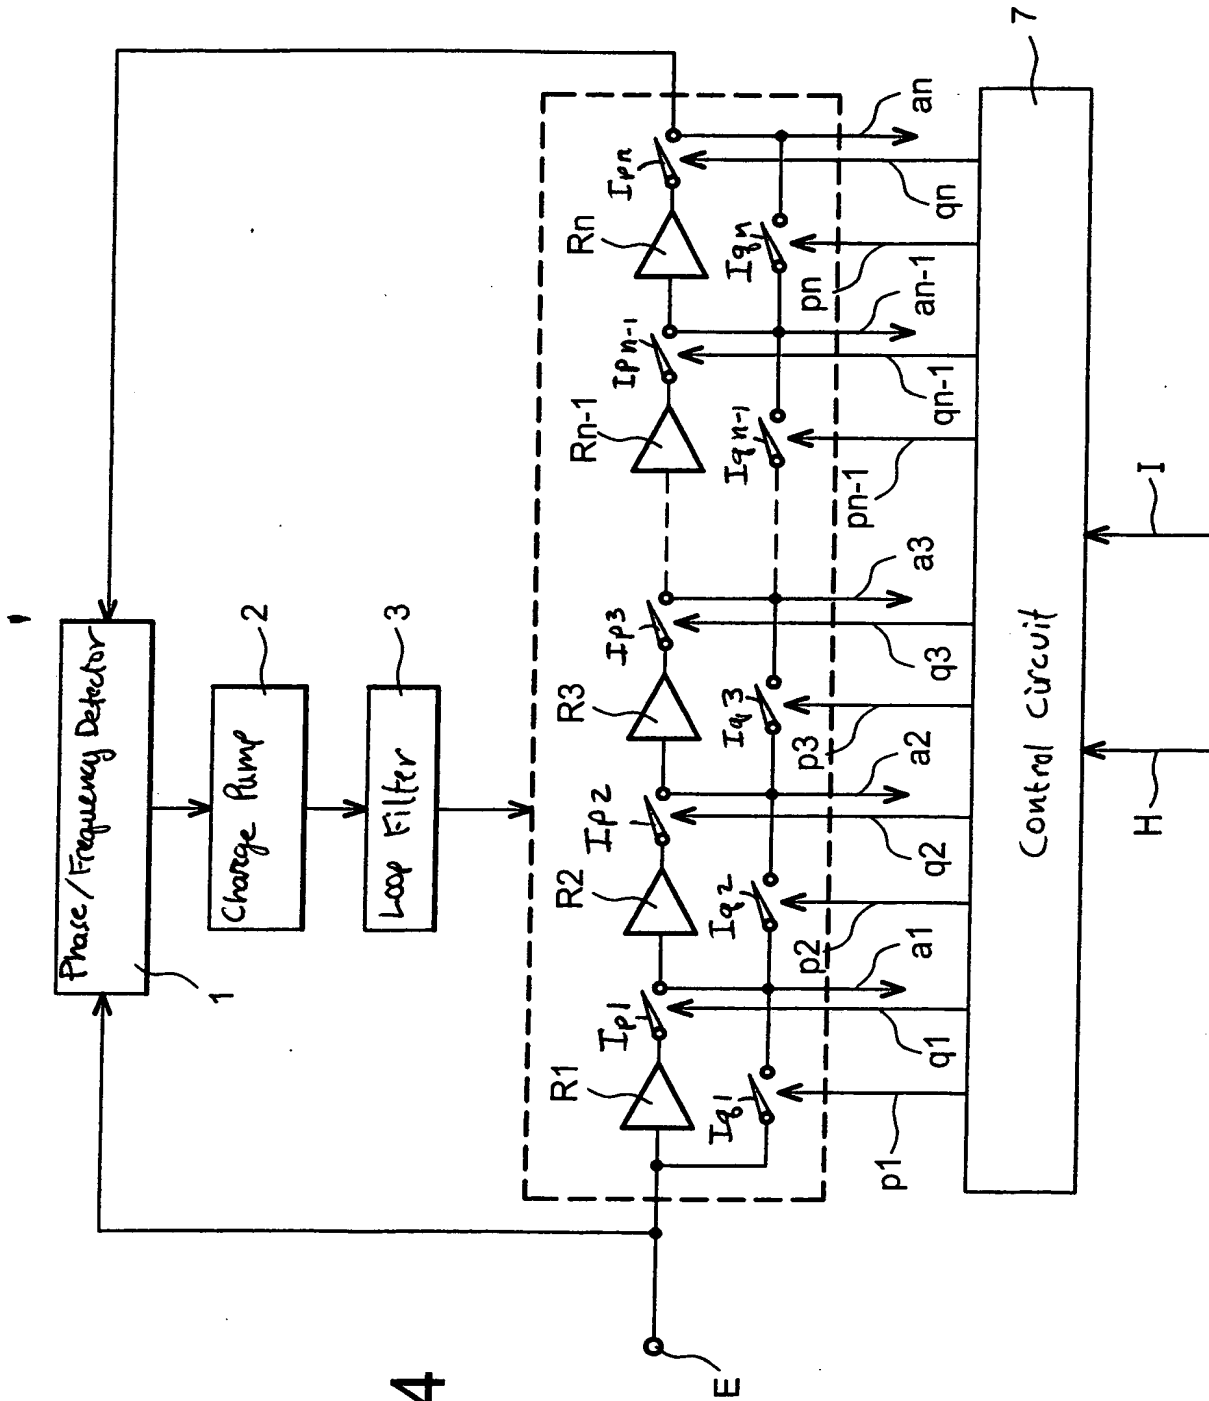 4
E
Phase/Frequency Detector
1
Charge Pump
2
Loop Filter
3
R1
Ip1
R2
Ip2
R3
Ip3
Rn-1
Ipn-1
Rn
Ipn
Iq1
Iq2
Iq3
Iqn-1
Iqn
p1
q1
a1
p2
q2
a2
p3
q3
a3
pn-1
qn-1
an-1
pn
qn
an
Control Circuit
7
H
I